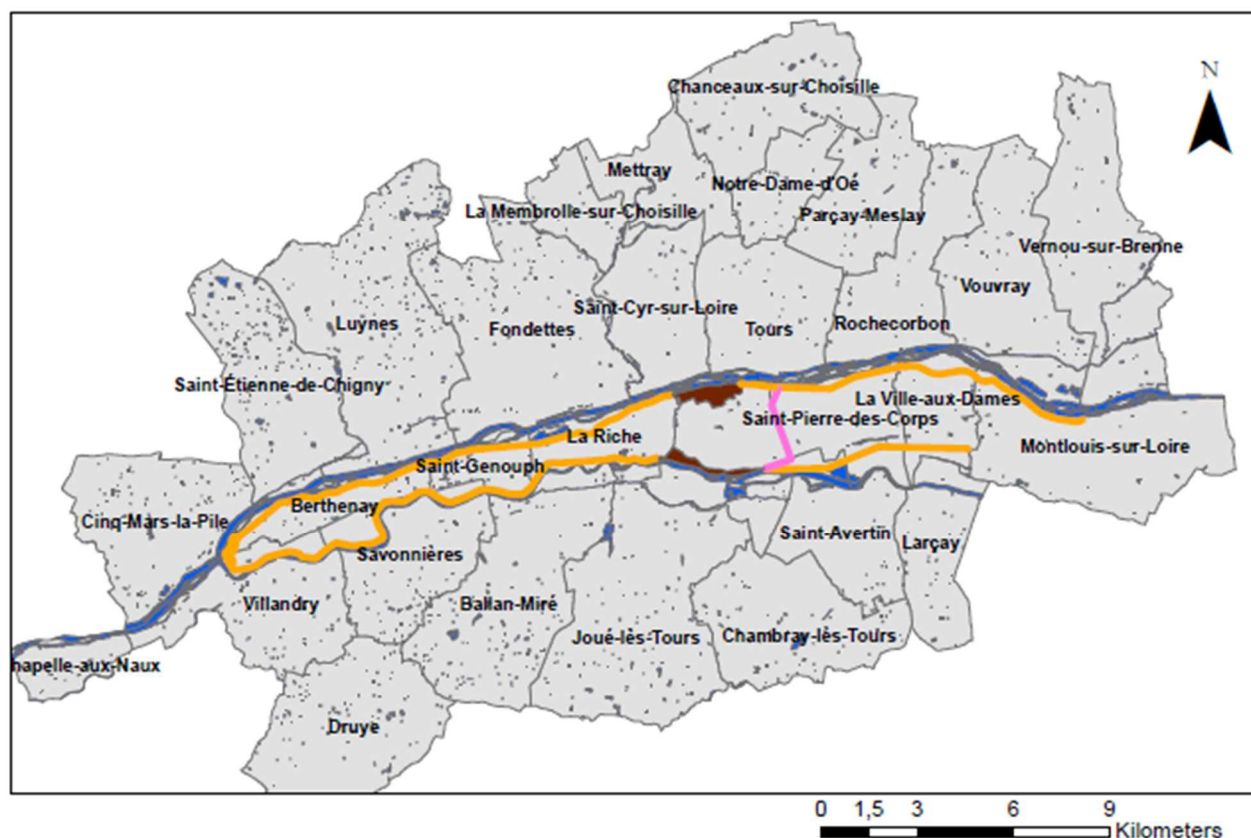 Chanceaux-sur-Choisille
N
Mettray
Notre-Dame-d'Oé
La Membrolle-sur-Choisille
Parçay-Meslay
Vernou-sur-Brenne
Vouvray
Saint-Cyr-sur-Loire
Luynes
Fondettes
Tours
Rochecorbon
Saint-Étienne-de-Chigny
La Ville-aux-Dames
Saint-Pierre-des-Corps
La Riche
Montlouis-sur-Loire
Saint-Genouph
Berthenay
Cinq-Mars-la-Pile
Saint-Avertin
Larçay
Savonnières
Villandry
Ballan-Miré
Joué-lès-Tours
Chambray-lès-Tours
hapelle-aux-Naux
Druye
0 1,5 3 6 9
Kilometers